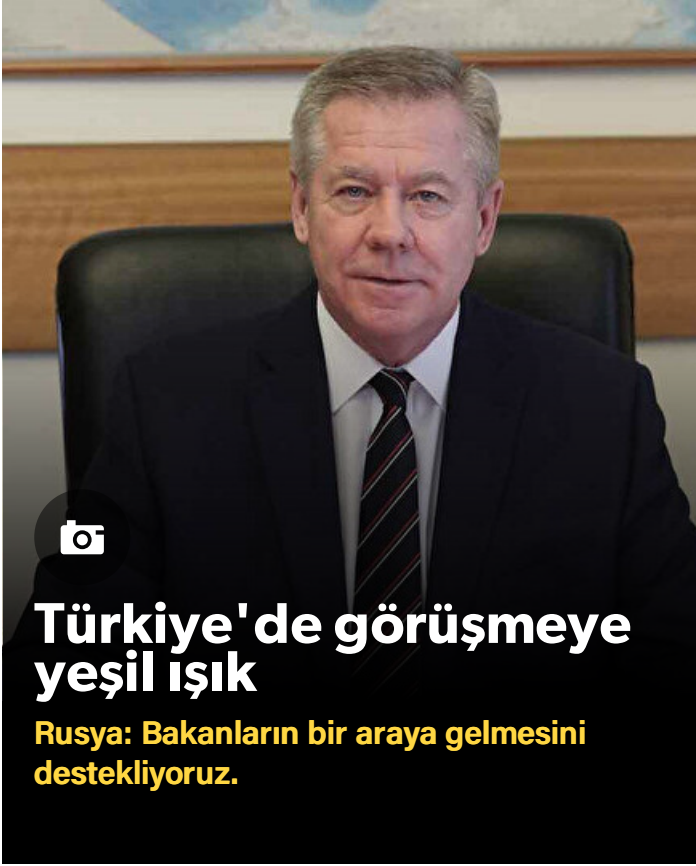 Türkiye'de görüşmeye
yeşil ışık
Rusya: Bakanların bir araya gelmesini
destekliyoruz.